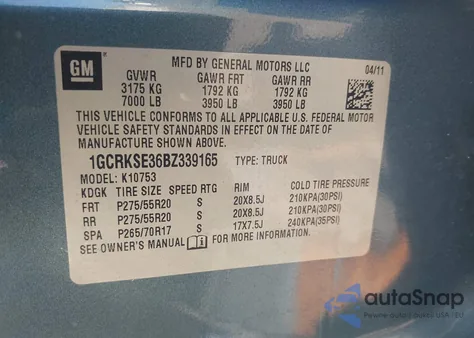 GM
MFD BY GENERAL MOTORS LLC
GVWR GAWR FRT GAWR RR 04/11
3175 KG 1792 KG 1792 KG
7000 LB 3950 LB 3950 LB
THIS VEHICLE CONFORMS TO ALL APPLICABLE U.S. FEDERAL MOTOR
VEHICLE SAFETY STANDARDS IN EFFECT ON THE DATE OF
MANUFACTURE SHOWN ABOVE.
1GCRKSE36BZ339165 TYPE: TRUCK
MODEL: K10753
KDGK TIRE SIZE SPEED RTG RIM COLD TIRE PRESSURE
FRT P275/55R20 S 20X8.5J 210KPA(30PSI)
RR P275/55R20 S 20X8.5J 210KPA(30PSI)
SPA P265/70R17 S 17X7.5J 240KPA(35PSI)
SEE OWNER'S MANUAL FOR MORE INFORMATION
autoSnap